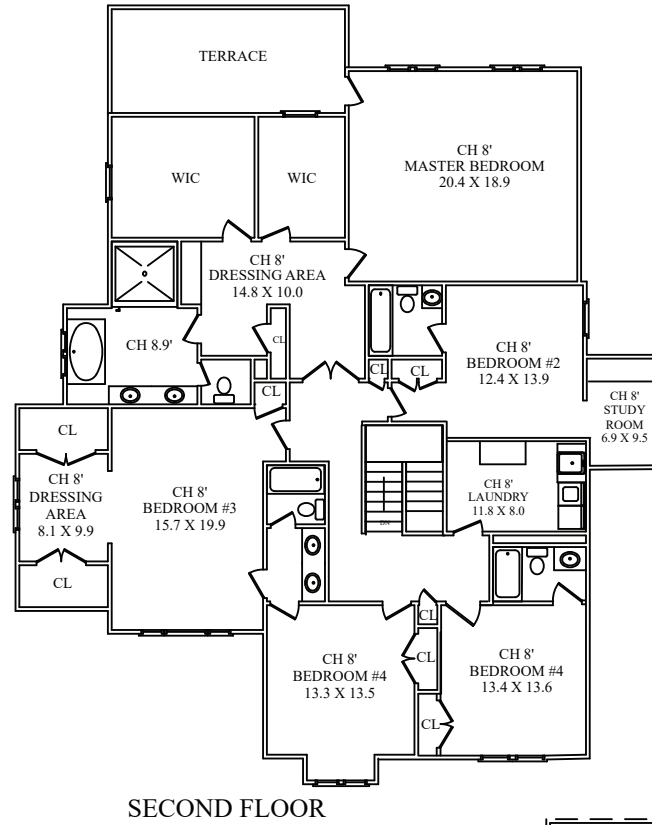 TERRACE
CH 8'
MASTER BEDROOM
20.4 X 18.9
WIC
WIC
CH 8'
DRESSING AREA
14.8 X 10.0
CH 8.9'
CL
CL
CL
CL
CH 8'
BEDROOM #2
12.4 X 13.9
CH 8'
STUDY
ROOM
6.9 X 9.5
CL
CH 8'
DRESSING
AREA
8.1 X 9.9
CL
CH 8'
BEDROOM #3
15.7 X 19.9
DN
CH 8'
LAUNDRY
11.8 X 8.0
CL
CL
CL
CH 8'
BEDROOM #4
13.3 X 13.5
CH 8'
BEDROOM #4
13.4 X 13.6
SECOND FLOOR